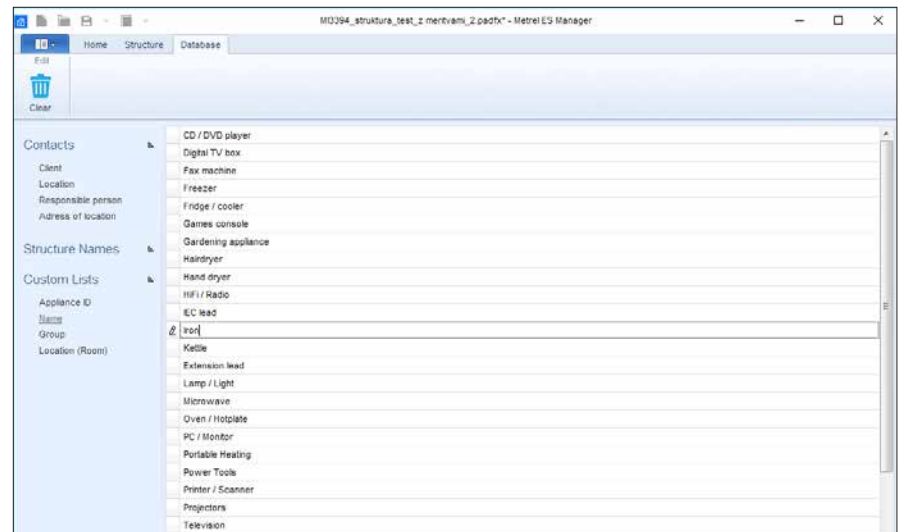 MI3394_struktura_test_z meritvami_2.padfx* - Metrel ES Manager
Home Structure Database
Edit
Clear
Contacts
Client
Location
Responsible person
Adress of location
Structure Names
Custom Lists
Appliance ID
Name
Group
Location (Room)
CD / DVD player
Digital TV box
Fax machine
Freezer
Fridge / cooler
Games console
Gardening appliance
Hairdryer
Hand dryer
HiFi / Radio
IEC lead
Iron
Kettle
Extension lead
Lamp / Light
Microwave
Oven / Hotplate
PC / Monitor
Portable Heating
Power Tools
Printer / Scanner
Projectors
Television